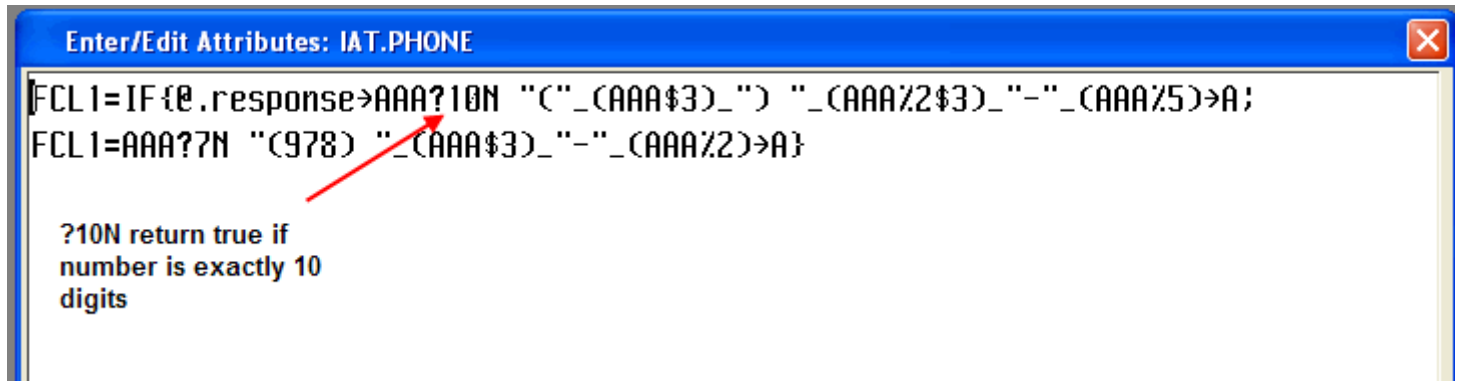 Enter/Edit Attributes: IAT.PHONE
FCL1=IF{@.response>AAA?10N "("_(AAA$3)_") "_(AAA%2$3)_"-"_(AAA%5)>A;
FCL1=AAA?7N "(978) "_(AAA$3)_"-"_(AAA%2)>A}
?10N return true if
number is exactly 10
digits